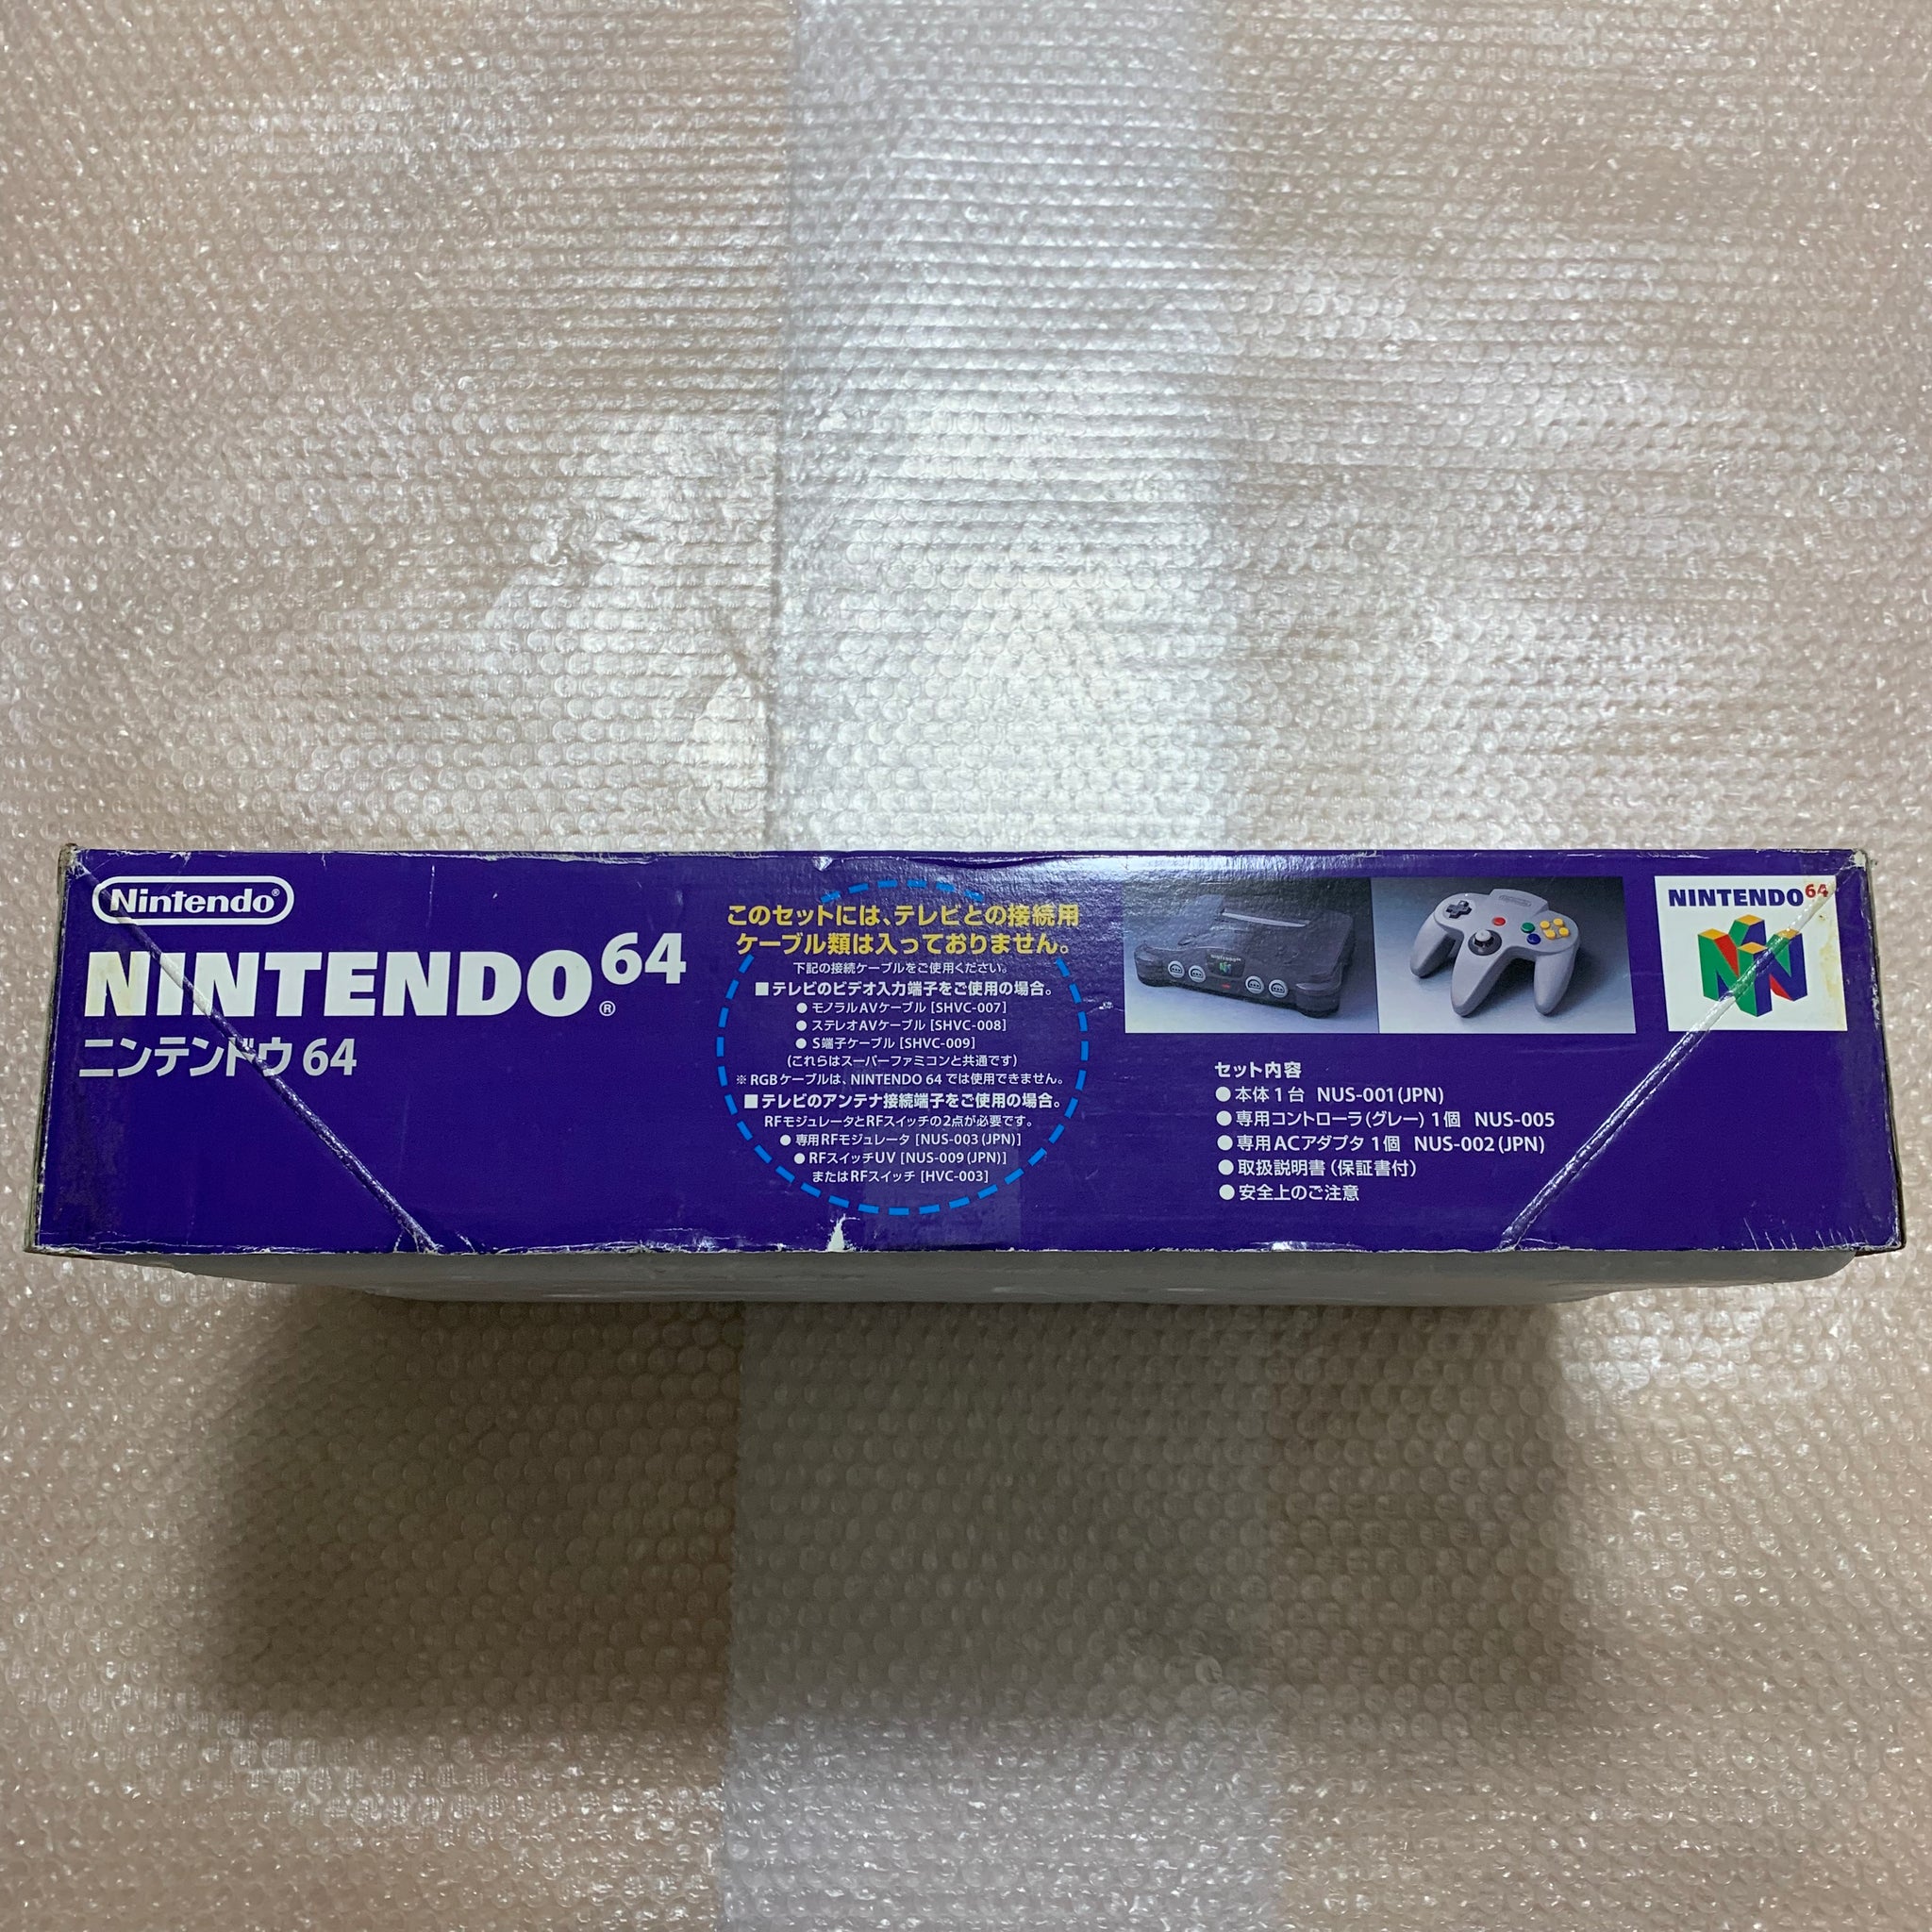 Nintendo®
NINTENDO 64®
ニンテンドウ 64
このセットには、テレビとの接続用
ケーブル類は入っておりません。
下記の接続ケーブルをご使用ください。
■テレビのビデオ入力端子をご使用の場合。
● モノラルAVケーブル [SHVC-007]
● ステレオAVケーブル [SHVC-008]
● S端子ケーブル [SHVC-009]
(これらはスーパーファミコンと共通です)
※ RGBケーブルは、NINTENDO 64 では使用できません。
■テレビのアンテナ接続端子をご使用の場合。
RFモジュレータとRFスイッチの2点が必要です。
● 専用RFモジュレータ [NUS-003(JPN)]
● RFスイッチUV [NUS-009(JPN)]
またはRFスイッチ [HVC-003]
セット内容
●本体1台 NUS-001(JPN)
●専用コントローラ(グレー)1個 NUS-005
●専用ACアダプタ 1個 NUS-002(JPN)
●取扱説明書(保証書付)
●安全上のご注意
NINTENDO 64